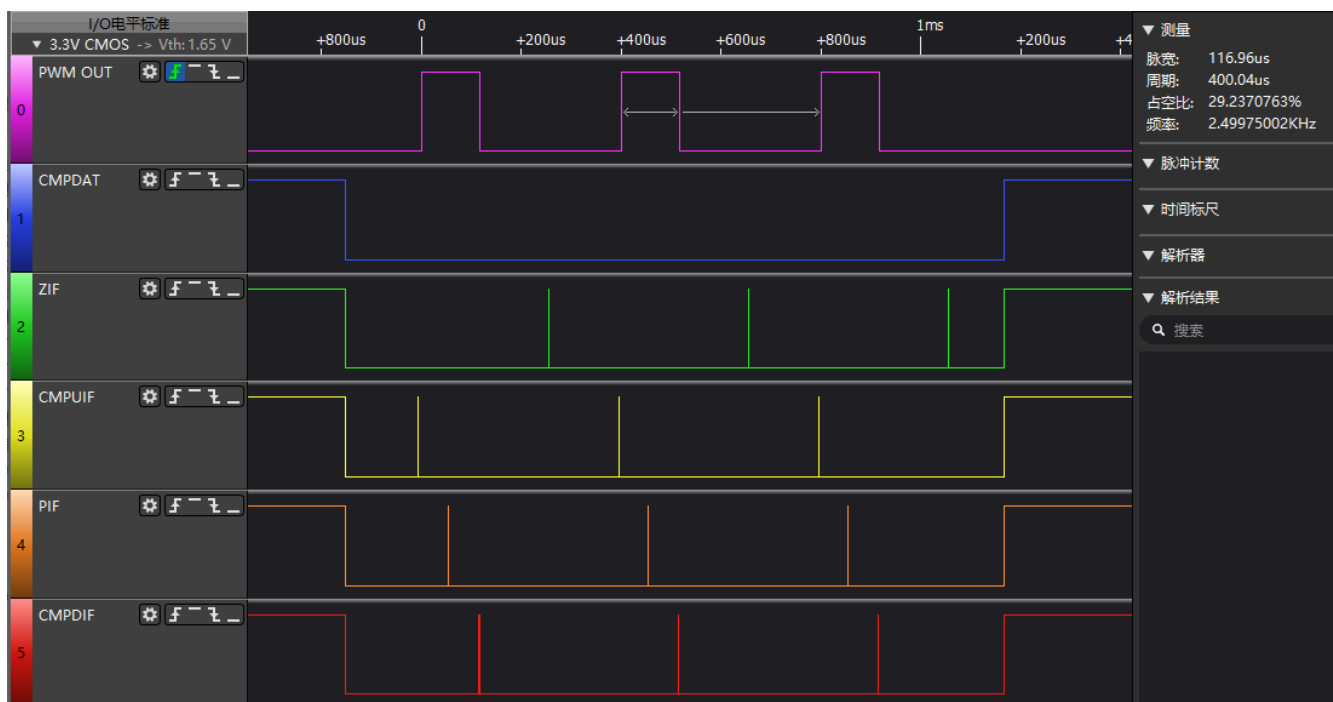 I/O电平标准
▼ 3.3V CMOS -> Vth:1.65 V
+800us 0 +200us +400us +600us +800us 1ms +200us +4
PWM OUT
0
CMPDAT
1
ZIF
2
CMPUIF
3
PIF
4
CMPDIF
5
▼ 测量
脉宽: 116.96us
周期: 400.04us
占空比: 29.2370763%
频率: 2.49975002KHz
▼ 脉冲计数
▼ 时间标尺
▼ 解析器
▼ 解析结果
搜索